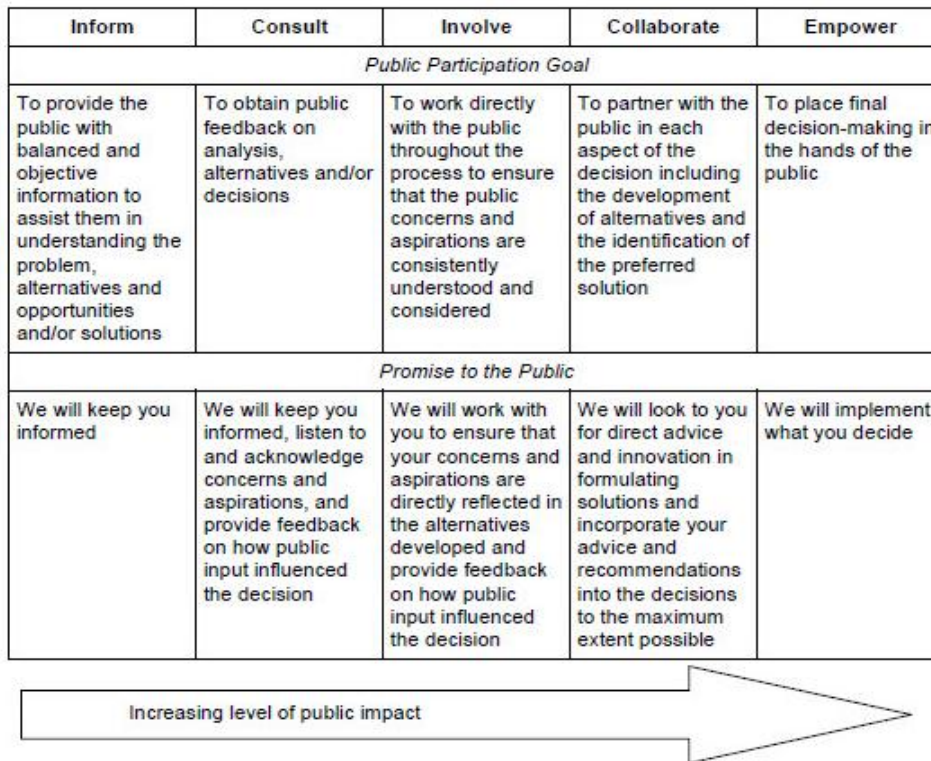 Inform
Consult
Involve
Collaborate
Empower
Public Participation Goal
To provide the
public with
balanced and
objective
information to
assist them in
understanding the
problem,
alternatives and
opportunities
and/or solutions
To obtain public
feedback on
analysis,
alternatives and/or
decisions
To work directly
with the public
throughout the
process to ensure
that the public
concerns and
aspirations are
consistently
understood and
considered
To partner with the
public in each
aspect of the
decision including
the development
of alternatives and
the identification of
the preferred
solution
To place final
decision-making in
the hands of the
public
Promise to the Public
We will keep you
informed
We will keep you
informed, listen to
and acknowledge
concerns and
aspirations, and
provide feedback
on how public
input influenced
the decision
We will work with
you to ensure that
your concerns and
aspirations are
directly reflected in
the alternatives
developed and
provide feedback
on how public
input influenced
the decision
We will look to you
for direct advice
and innovation in
formulating
solutions and
incorporate your
advice and
recommendations
into the decisions
to the maximum
extent possible
We will implement
what you decide
Increasing level of public impact